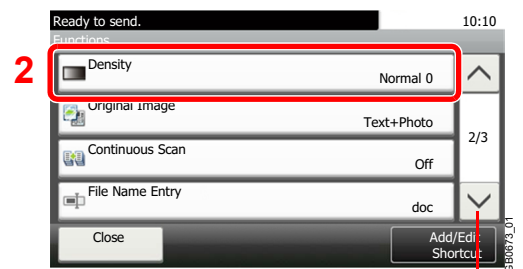 Ready to send.
10:10
Functions
2
Density
Normal 0
Original Image
Text+Photo
2/3
Continuous Scan
Off
File Name Entry
doc
Close
Add/Edit
Shortcut
GB0673_01